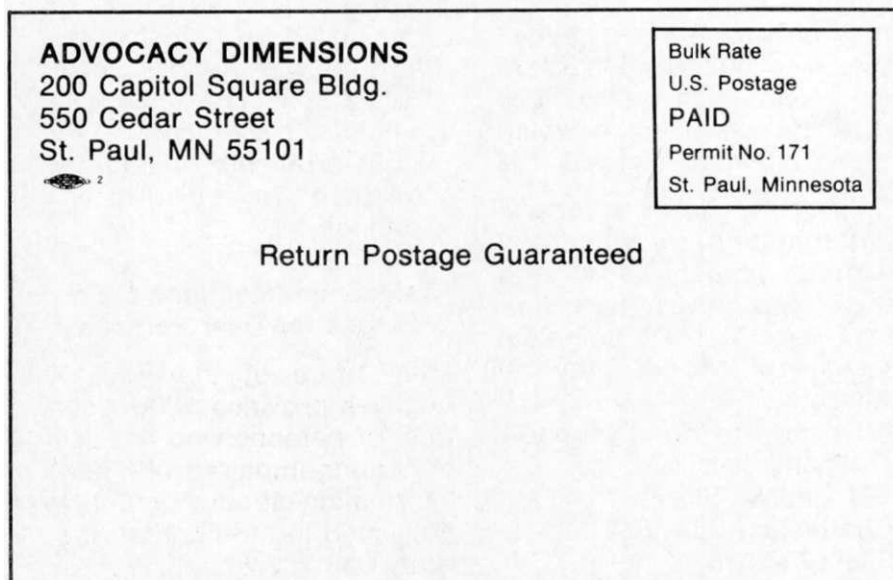 ADVOCACY DIMENSIONS
200 Capitol Square Bldg.
550 Cedar Street
St. Paul, MN 55101
2
Bulk Rate
U.S. Postage
PAID
Permit No. 171
St. Paul, Minnesota
Return Postage Guaranteed